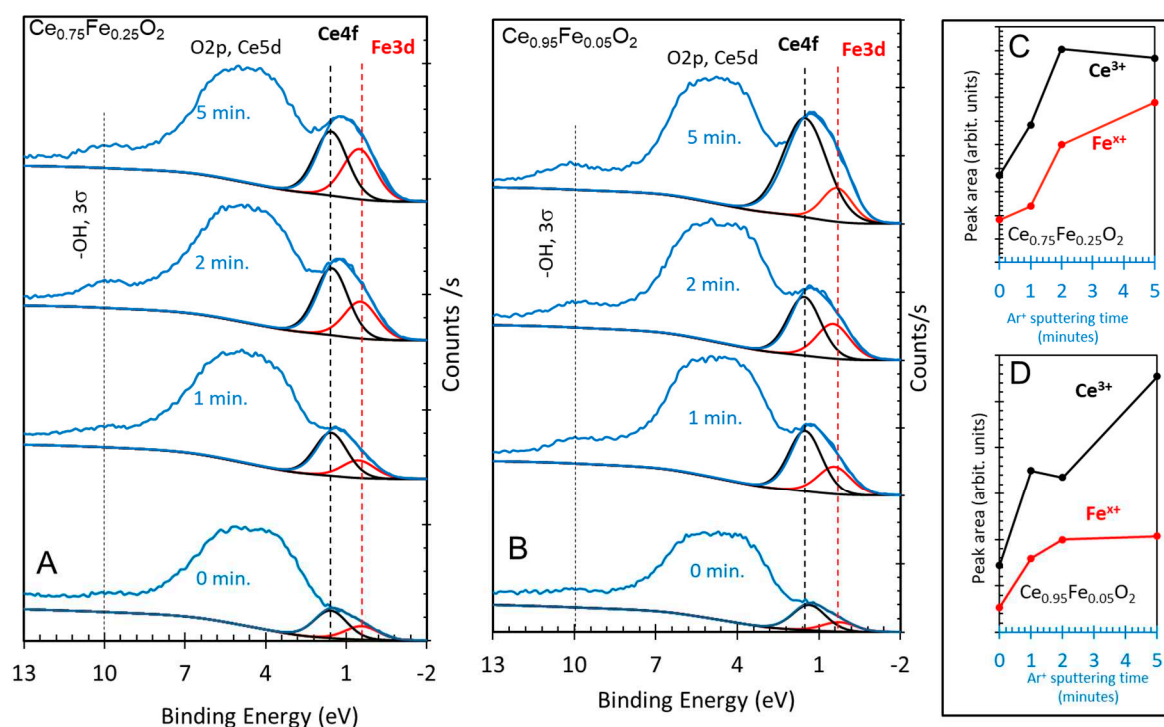 Ce0.75Fe0.25O2
O2p, Ce5d
Ce4f
Fe3d
5 min.
-OH, 3σ
2 min.
1 min.
0 min.
A
13 10 7 4 1 -2
Binding Energy (eV)
Conunts /s
Ce0.95Fe0.05O2
O2p, Ce5d
Ce4f
Fe3d
5 min.
-OH, 3σ
2 min.
1 min.
0 min.
B
13 10 7 4 1 -2
Binding Energy (eV)
Counts/s
C
Ce3+
Fex+
Ce0.75Fe0.25O2
Peak area (arbit. units)
0 1 2 3 4 5
Ar+ sputtering time
(minutes)
D
Ce3+
Fex+
Ce0.95Fe0.05O2
Peak area (arbit. units)
0 1 2 3 4 5
Ar+ sputtering time
(minutes)